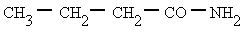 CH₃ — CH₂ — CH₂ — CO — NH₂